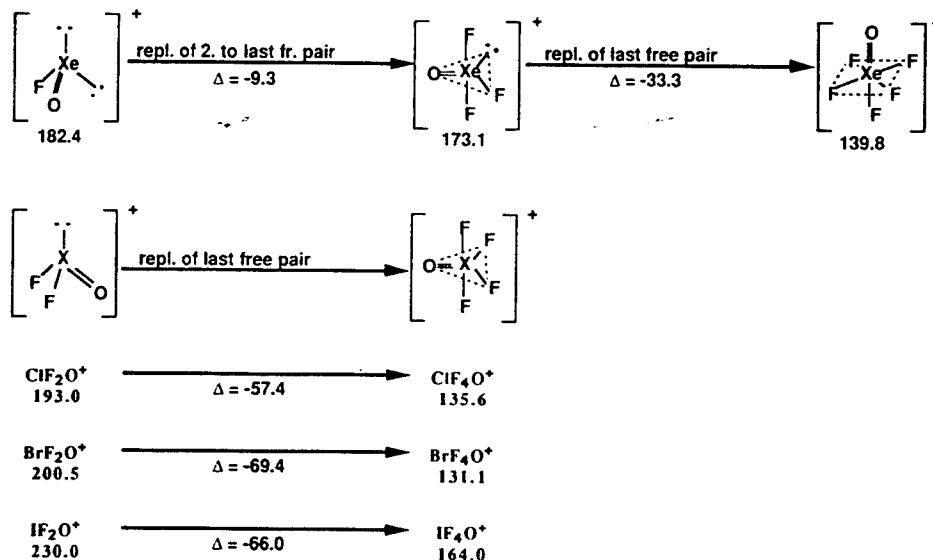 + + +
F
repl. of 2. to last fr. pair repl. of last free pair O
Xe O=Xe F Xe F
F Δ = -9.3 F Δ = -33.3 F F
O F F
182.4 173.1 139.8
+ +
F
X repl. of last free pair F
F O=X
F O F
F
ClF₂O⁺ Δ = -57.4 ClF₄O⁺
193.0 135.6
BrF₂O⁺ Δ = -69.4 BrF₄O⁺
200.5 131.1
IF₂O⁺ Δ = -66.0 IF₄O⁺
230.0 164.0